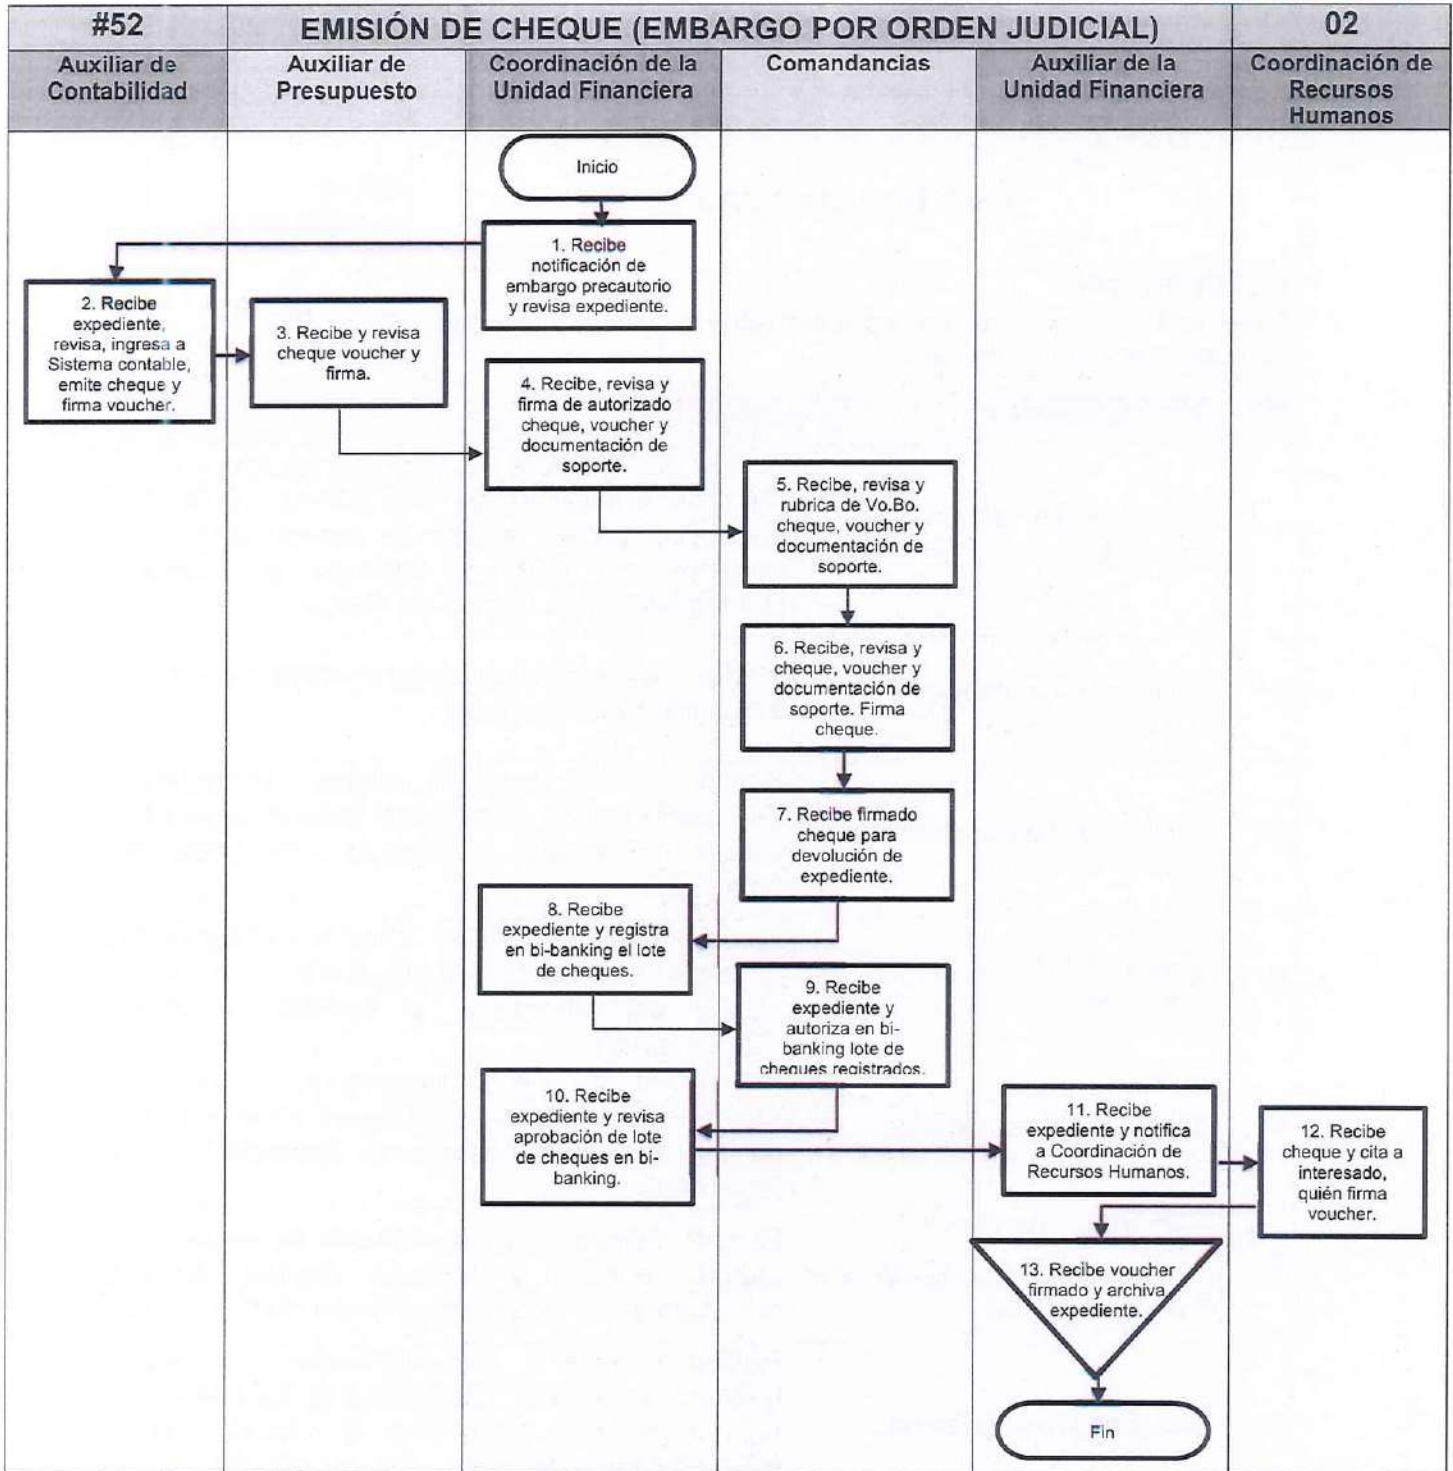 #52
EMISIÓN DE CHEQUE (EMBARGO POR ORDEN JUDICIAL)
02
Auxiliar de
Contabilidad
Auxiliar de
Presupuesto
Coordinación de la
Unidad Financiera
Comandancias
Auxiliar de la
Unidad Financiera
Coordinación de
Recursos
Humanos
Inicio
1. Recibe
notificación de
embargo precautorio
y revisa expediente.
2. Recibe
expediente,
revisa, ingresa a
Sistema contable,
emite cheque y
firma voucher.
3. Recibe y revisa
cheque voucher y
firma.
4. Recibe, revisa y
firma de autorizado
cheque, voucher y
documentación de
soporte.
5. Recibe, revisa y
rubrica de Vo.Bo.
cheque, voucher y
documentación de
soporte.
6. Recibe, revisa y
cheque, voucher y
documentación de
soporte. Firma
cheque.
7. Recibe firmado
cheque para
devolución de
expediente.
8. Recibe
expediente y registra
en bi-banking el lote
de cheques.
9. Recibe
expediente y
autoriza en bi-
banking lote de
cheques registrados.
10. Recibe
expediente y revisa
aprobación de lote
de cheques en bi-
banking.
11. Recibe
expediente y notifica
a Coordinación de
Recursos Humanos.
12. Recibe
cheque y cita a
interesado,
quién firma
voucher.
13. Recibe voucher
firmado y archiva
expediente.
Fin